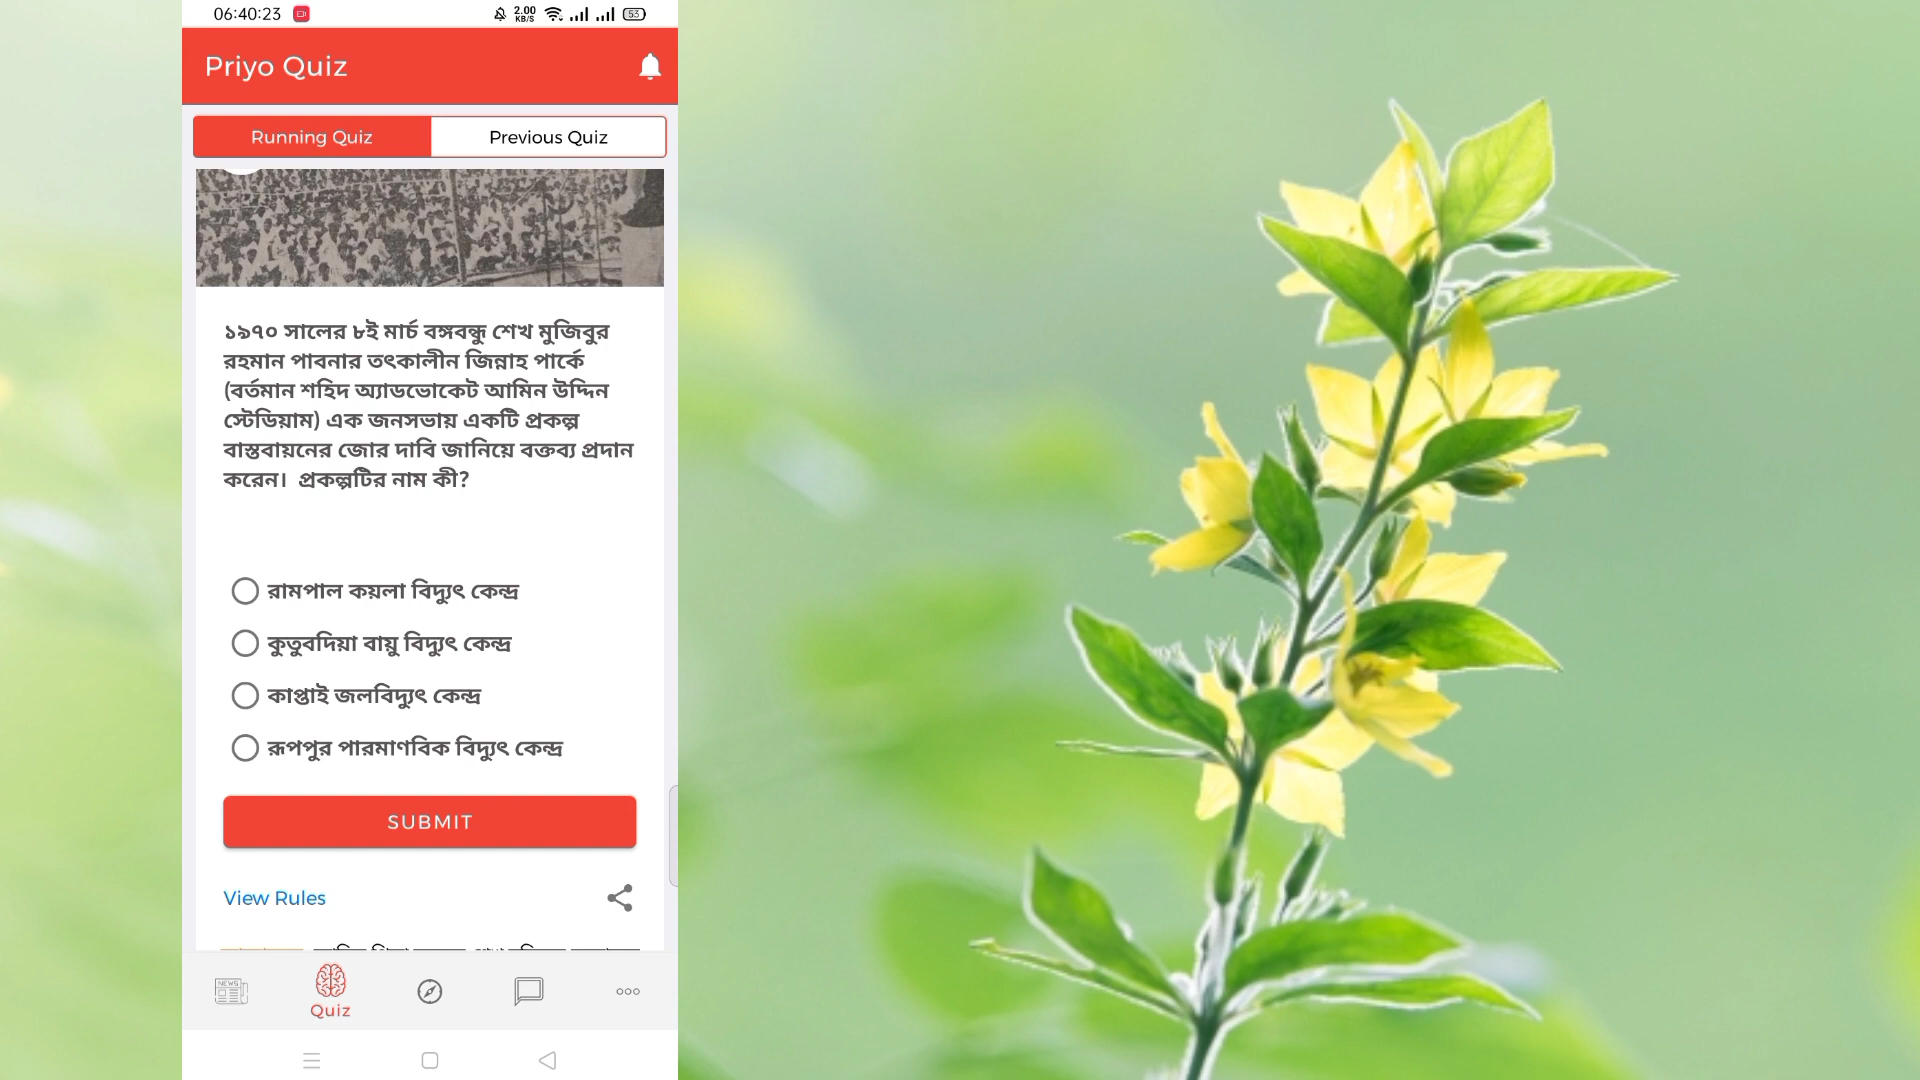 06:40:23
2.00
KB/S
53
Priyo Quiz
Running Quiz
Previous Quiz
১৯৭০ সালের ৮ই মার্চ বঙ্গবন্ধু শেখ মুজিবুর
রহমান পাবনার তৎকালীন জিন্নাহ পার্কে
(বর্তমান শহিদ অ্যাডভোকেট আমিন উদ্দিন
স্টেডিয়াম) এক জনসভায় একটি প্রকল্প
বাস্তবায়নের জোর দাবি জানিয়ে বক্তব্য প্রদান
করেন। প্রকল্পটির নাম কী?
রামপাল কয়লা বিদ্যুৎ কেন্দ্র
কুতুবদিয়া বায়ু বিদ্যুৎ কেন্দ্র
কাপ্তাই জলবিদ্যুৎ কেন্দ্র
রূপপুর পারমাণবিক বিদ্যুৎ কেন্দ্র
SUBMIT
View Rules
NEWS
Quiz